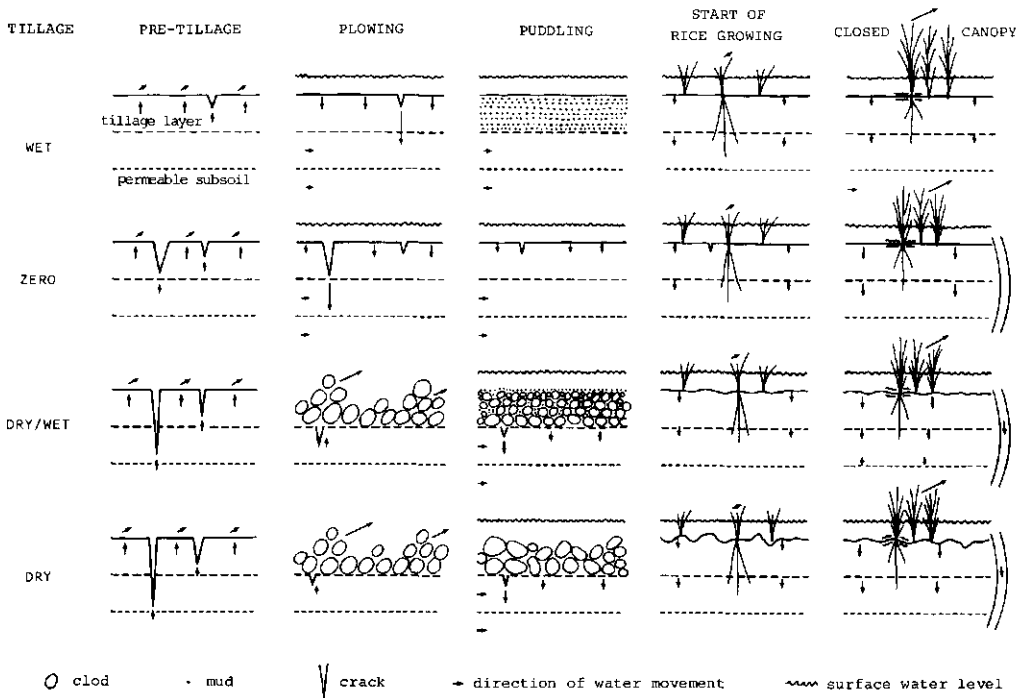 START OF
TILLAGE PRE-TILLAGE PLOWING PUDDLING RICE GROWING CLOSED CANOPY
tillage layer
WET
permeable subsoil
ZERO
DRY/WET
DRY
clod mud crack direction of water movement surface water level